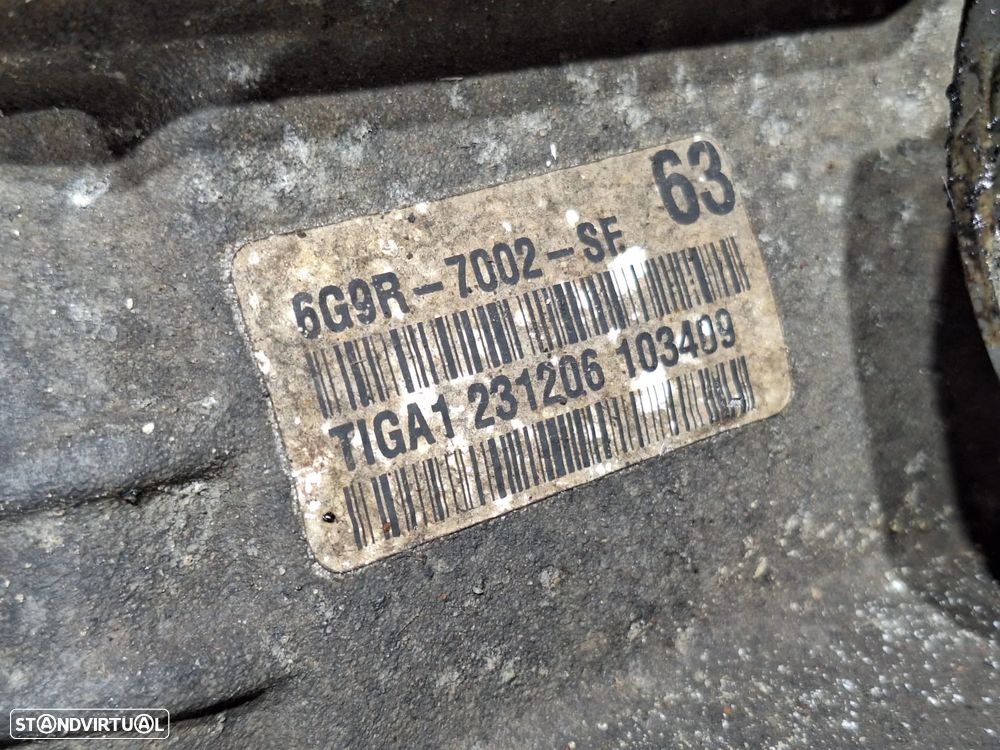 63
6G9R-7002-SF
TIGA1 231206 103409
STANDVIRTUAL